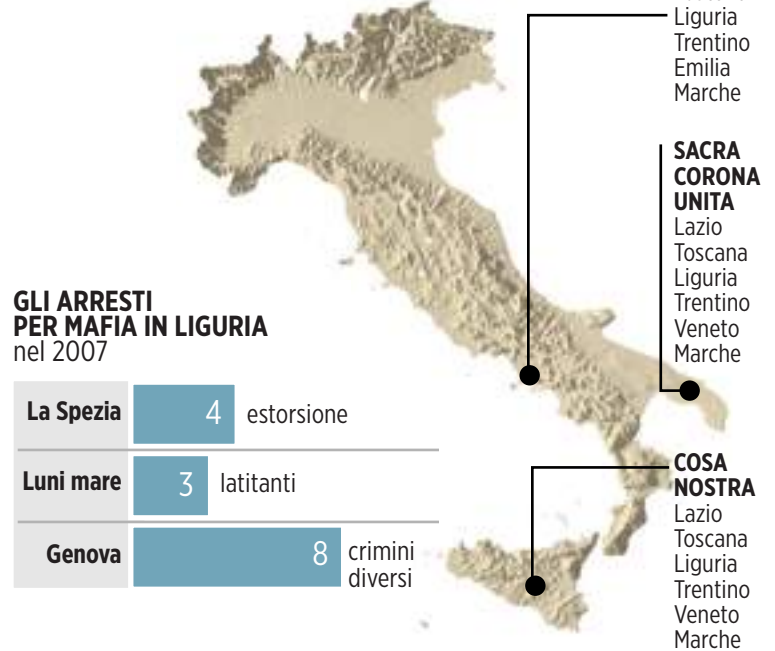 Liguria
Trentino
Emilia
Marche
SACRA
CORONA
UNITA
Lazio
Toscana
Liguria
Trentino
Veneto
Marche
GLI ARRESTI
PER MAFIA IN LIGURIA
nel 2007
La Spezia 4 estorsione
Luni mare 3 latitanti
Genova 8 crimini
diversi
COSA
NOSTRA
Lazio
Toscana
Liguria
Trentino
Veneto
Marche